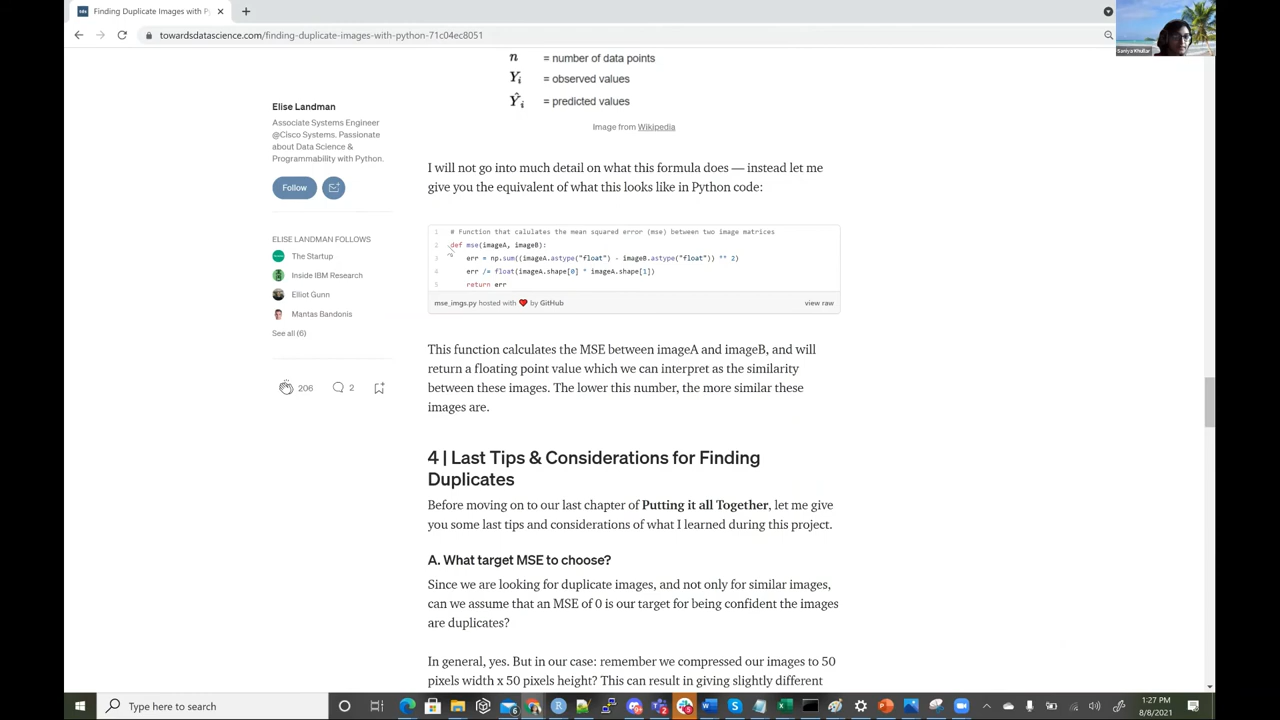 Finding Duplicate Images with P
towardsdatascience.com/finding-duplicate-images-with-python-71c04ec8051
Saniya Khullar
n = number of data points
Yi = observed values
Ŷi = predicted values
Image from Wikipedia
Elise Landman
Associate Systems Engineer
@Cisco Systems. Passionate
about Data Science &
Programmability with Python.
Follow
ELISE LANDMAN FOLLOWS
The Startup
Inside IBM Research
Elliot Gunn
Mantas Bandonis
See all (6)
206 2
I will not go into much detail on what this formula does — instead let me
give you the equivalent of what this looks like in Python code:
1 # Function that calulates the mean squared error (mse) between two image matrices
2 def mse(imageA, imageB):
3 err = np.sum((imageA.astype("float") - imageB.astype("float")) ** 2)
4 err /= float(imageA.shape[0] * imageA.shape[1])
5 return err
mse_imgs.py hosted with ❤ by GitHub view raw
This function calculates the MSE between imageA and imageB, and will
return a floating point value which we can interpret as the similarity
between these images. The lower this number, the more similar these
images are.
4 | Last Tips & Considerations for Finding
Duplicates
Before moving on to our last chapter of Putting it all Together, let me give
you some last tips and considerations of what I learned during this project.
A. What target MSE to choose?
Since we are looking for duplicate images, and not only for similar images,
can we assume that an MSE of 0 is our target for being confident the images
are duplicates?
In general, yes. But in our case: remember we compressed our images to 50
pixels width x 50 pixels height? This can result in giving slightly different
Type here to search
1:27 PM
8/8/2021